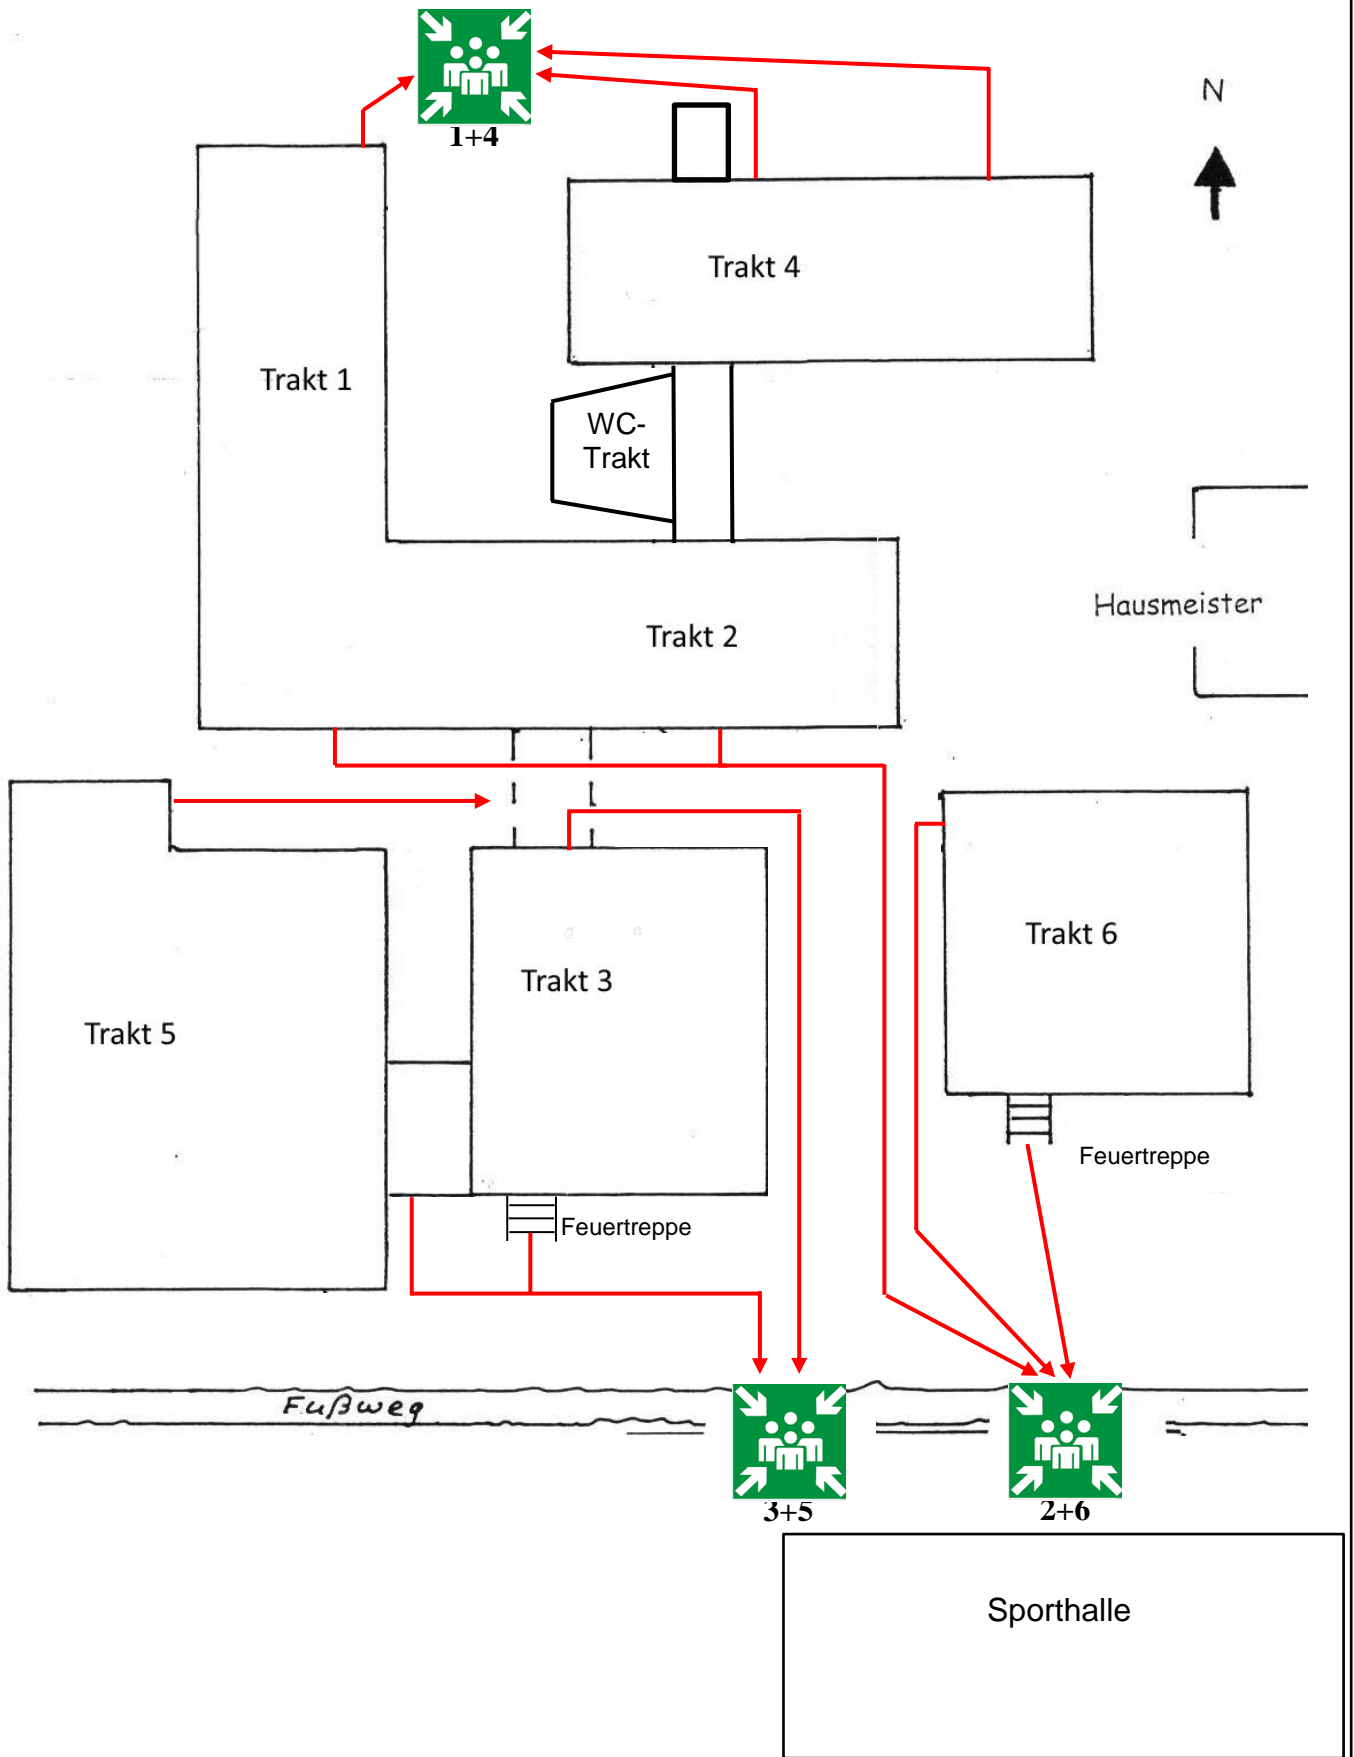 1+4
N
Trakt 4
Trakt 1
WC-
Trakt
Hausmeister
Trakt 2
Trakt 6
Trakt 3
Trakt 5
Feuertreppe
Feuertreppe
Fußweg
3+5
2+6
Sporthalle